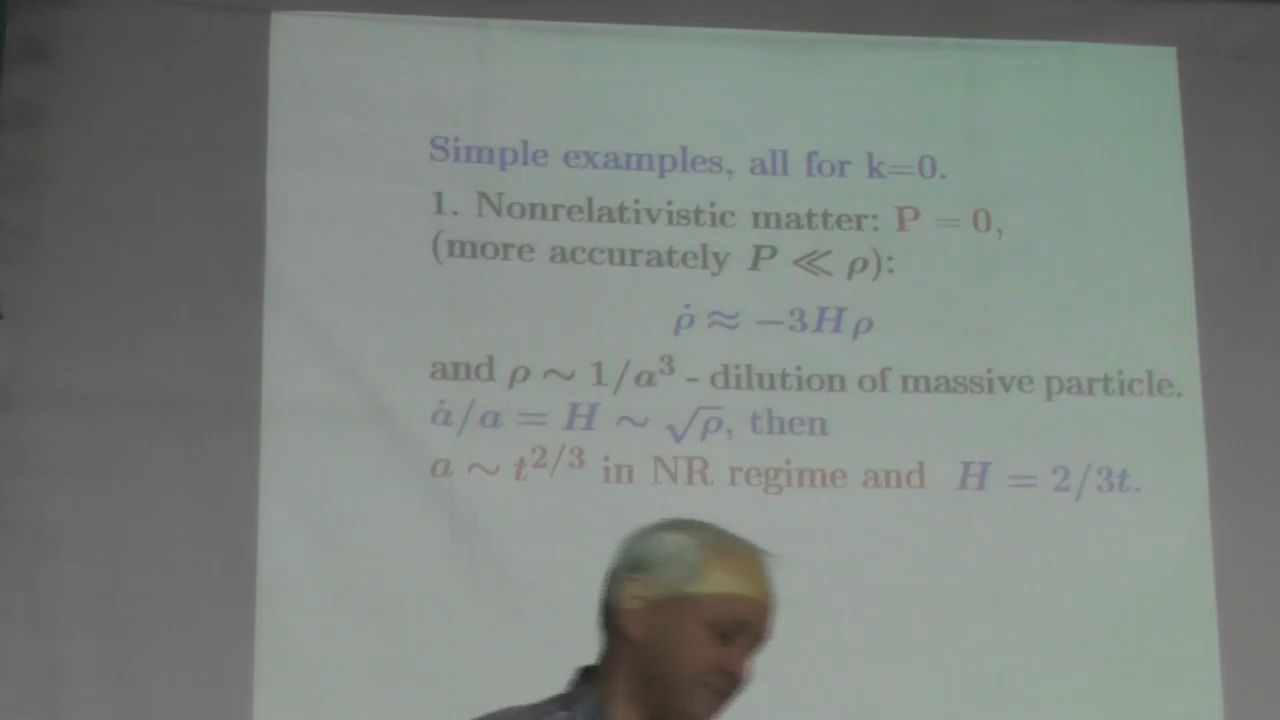 Simple examples, all for k=0.
1. Nonrelativistic matter: P = 0,
(more accurately P ≪ ρ):
ρ̇ ≈ −3Hρ
and ρ ∼ 1/a³ - dilution of massive particle.
ȧ/a = H ∼ √ρ, then
a ∼ t^{2/3} in NR regime and H = 2/3t.